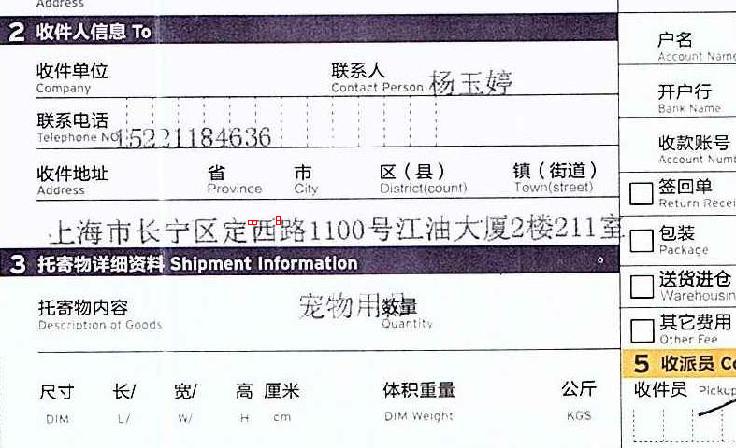 Address
2 收件人信息 To
户名
Account Name
收件单位
Company
联系人
Contact Person 杨玉婷
开户行
Bank Name
联系电话
Telephone NO 15221184636
收款账号
Account Num
收件地址
Address
省
Province
市
City
区（县）
District(count)
镇（街道）
Town(street)
签回单
Return Recei
上海市长宁区定西路1100号江油大厦2楼211室
包装
Package
3 托寄物详细资料 Shipment Information
送货进仓
Warehousin
托寄物内容
Description of Goods
宠物用
数量
Quantity
其它费用
Other Fee
5 收派员 Co
尺寸
DIM
长/
L/
宽/
W/
高
H
厘米
cm
体积重量
DIM Weight
公斤
KGS
收件员 Pickup